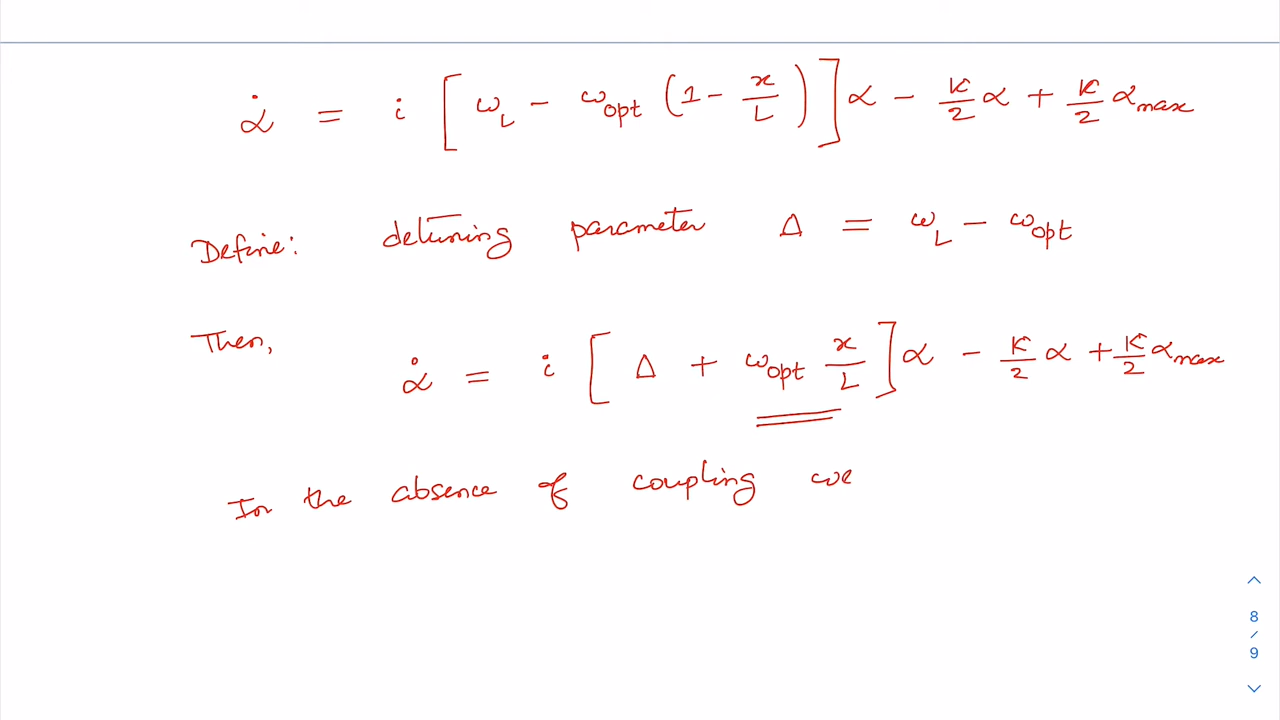 α̇ = i [ω_L - ω_opt (1 - x/L)] α - κ/2 α + κ/2 α_max
Define: detuning parameter Δ = ω_L - ω_opt
Then,
α̇ = i [Δ + ω_opt x/L] α - κ/2 α + κ/2 α_max
In the absence of coupling we
8
/
9